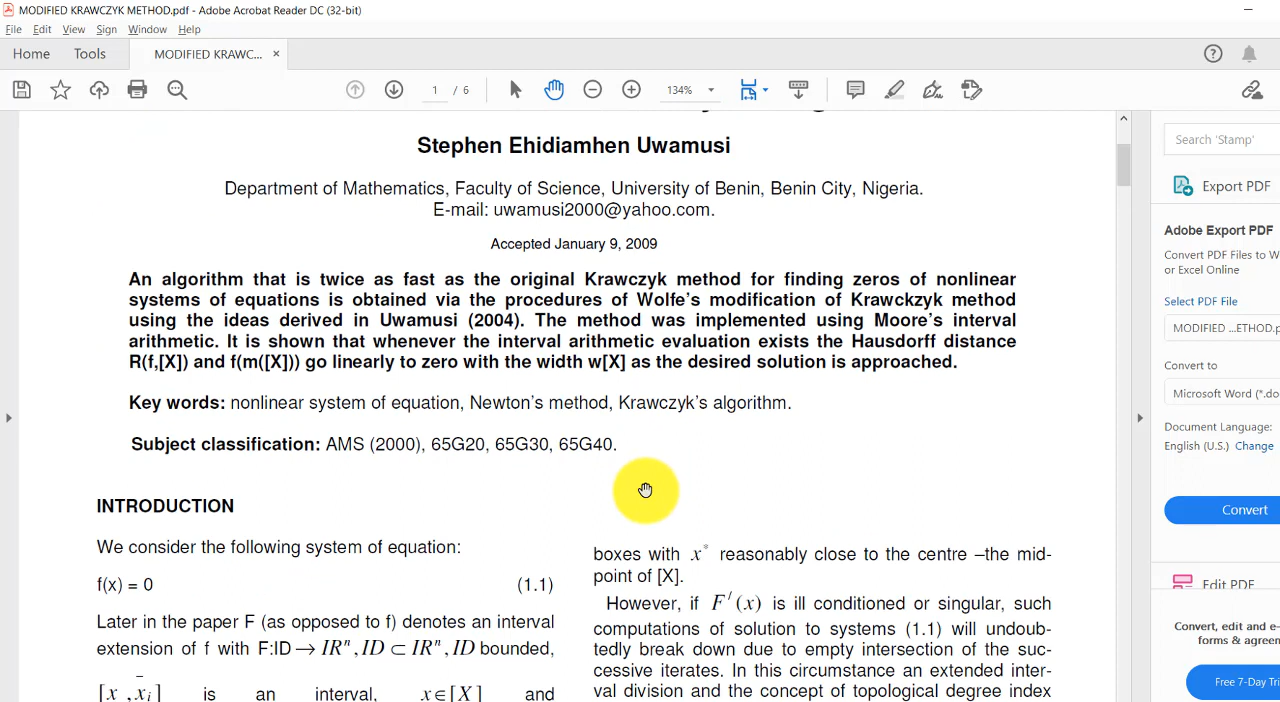 MODIFIED KRAWCZYK METHOD.pdf - Adobe Acrobat Reader DC (32-bit)
File Edit View Sign Window Help
Home Tools MODIFIED KRAWC... ×
1 / 6 134%
Stephen Ehidiamhen Uwamusi
Department of Mathematics, Faculty of Science, University of Benin, Benin City, Nigeria.
E-mail: uwamusi2000@yahoo.com.
Accepted January 9, 2009
An algorithm that is twice as fast as the original Krawczyk method for finding zeros of nonlinear
systems of equations is obtained via the procedures of Wolfe's modification of Krawckzyk method
using the ideas derived in Uwamusi (2004). The method was implemented using Moore's interval
arithmetic. It is shown that whenever the interval arithmetic evaluation exists the Hausdorff distance
R(f,[X]) and f(m([X])) go linearly to zero with the width w[X] as the desired solution is approached.
Key words: nonlinear system of equation, Newton's method, Krawczyk's algorithm.
Subject classification: AMS (2000), 65G20, 65G30, 65G40.
INTRODUCTION
We consider the following system of equation:
f(x) = 0 (1.1)
Later in the paper F (as opposed to f) denotes an interval
extension of f with F:ID → IRⁿ, ID ⊂ IRⁿ, ID bounded,
is an interval, x ∈ [X] and
boxes with x* reasonably close to the centre –the mid-
point of [X].
However, if F′(x) is ill conditioned or singular, such
computations of solution to systems (1.1) will undoub-
tedly break down due to empty intersection of the suc-
cessive iterates. In this circumstance an extended inter-
val division and the concept of topological degree index
Search 'Stamp'
Export PDF
Adobe Export PDF
Convert PDF Files to W
or Excel Online
Select PDF File
MODIFIED ...ETHOD.p
Convert to
Microsoft Word (*.do
Document Language:
English (U.S.) Change
Convert
Edit PDF
Convert, edit and e-
forms & agree
Free 7-Day Tri